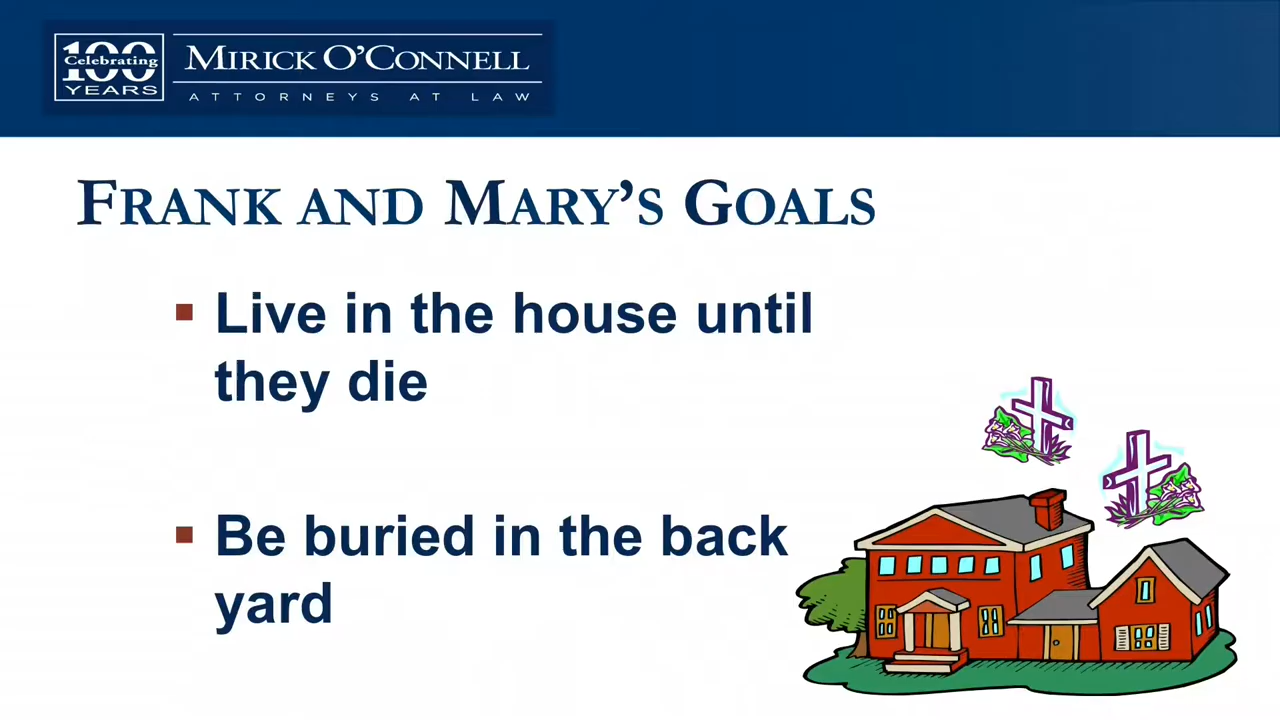 100
Celebrating
YEARS
MIRICK O'CONNELL
ATTORNEYS AT LAW
FRANK AND MARY'S GOALS
▪ Live in the house until
they die
▪ Be buried in the back
yard